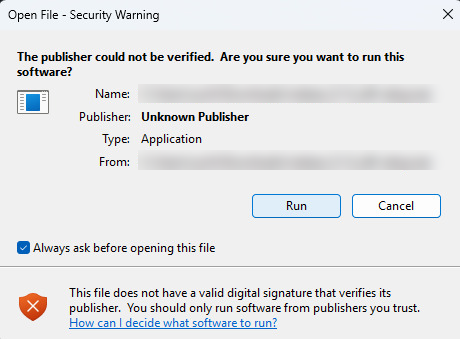 Open File - Security Warning
The publisher could not be verified.  Are you sure you want to run this
software?
Name:
Publisher: Unknown Publisher
Type: Application
From:
Run Cancel
Always ask before opening this file
This file does not have a valid digital signature that verifies its
publisher.  You should only run software from publishers you trust.
How can I decide what software to run?